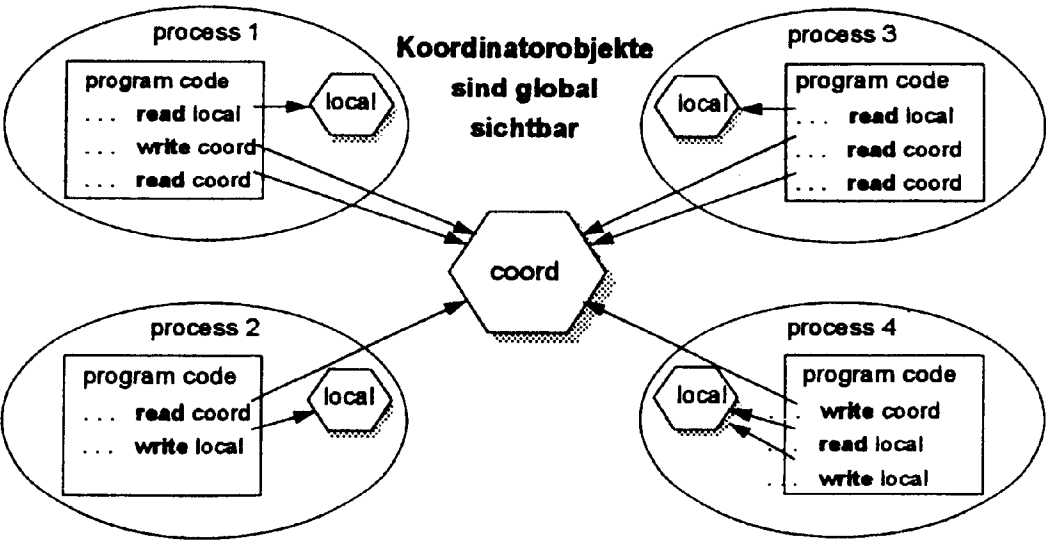 process 1
program code
... read local
... write coord
... read coord
local
Koordinatorobjekte
sind global
sichtbar
process 3
local
program code
... read local
... read coord
... read coord
coord
process 2
program code
... read coord
... write local
local
process 4
local
program code
... write coord
... read local
... write local